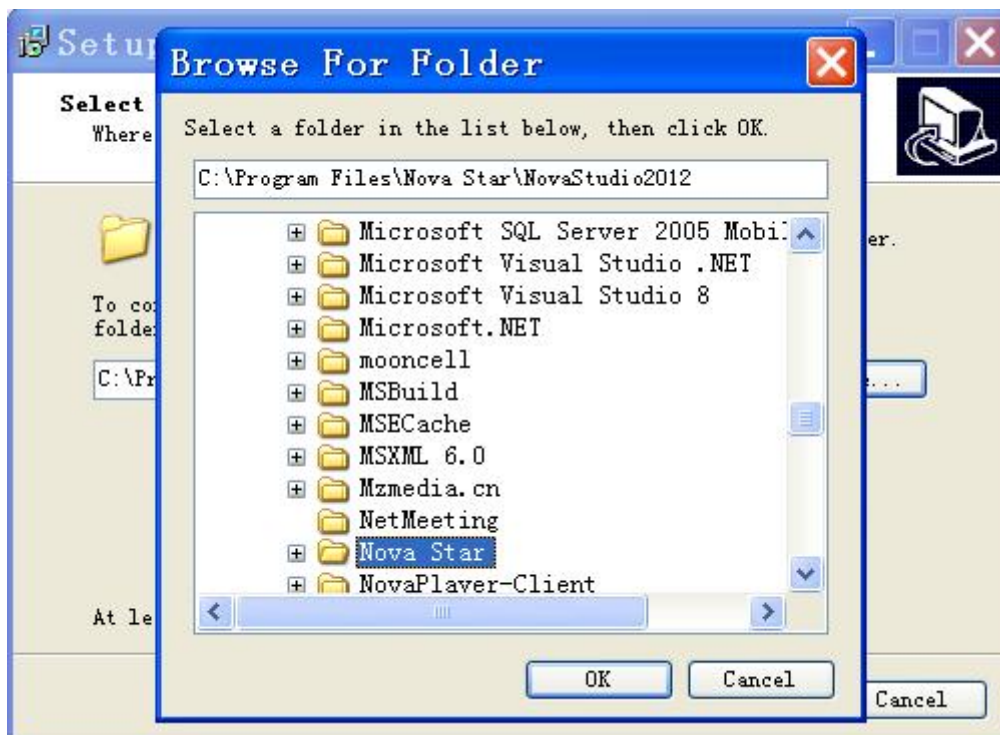 Setup
Browse For Folder
Select
Where
Select a folder in the list below, then click OK.
C:\Program Files\Nova Star\NovaStudio2012
Microsoft SQL Server 2005 Mobi
er.
Microsoft Visual Studio .NET
Microsoft Visual Studio 8
To co
folde
Microsoft.NET
mooncell
C:\Pr
...
MSBuild
MSECache
MSXML 6.0
Mzmedia.cn
NetMeeting
Nova Star
NovaPlayer-Client
At le
OK
Cancel
Cancel